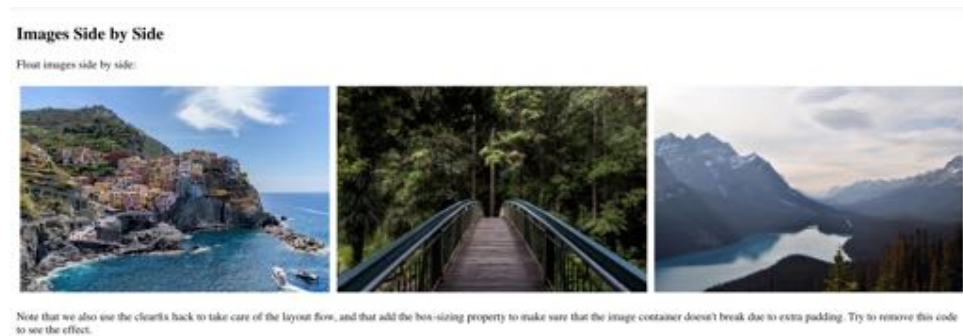 Images Side by Side
Float images side by side:
Note that we also use the clearfix hack to take care of the layout flow, and that add the box-sizing property to make sure that the image container doesn't break due to extra padding. Try to remove this code
to see the effect.